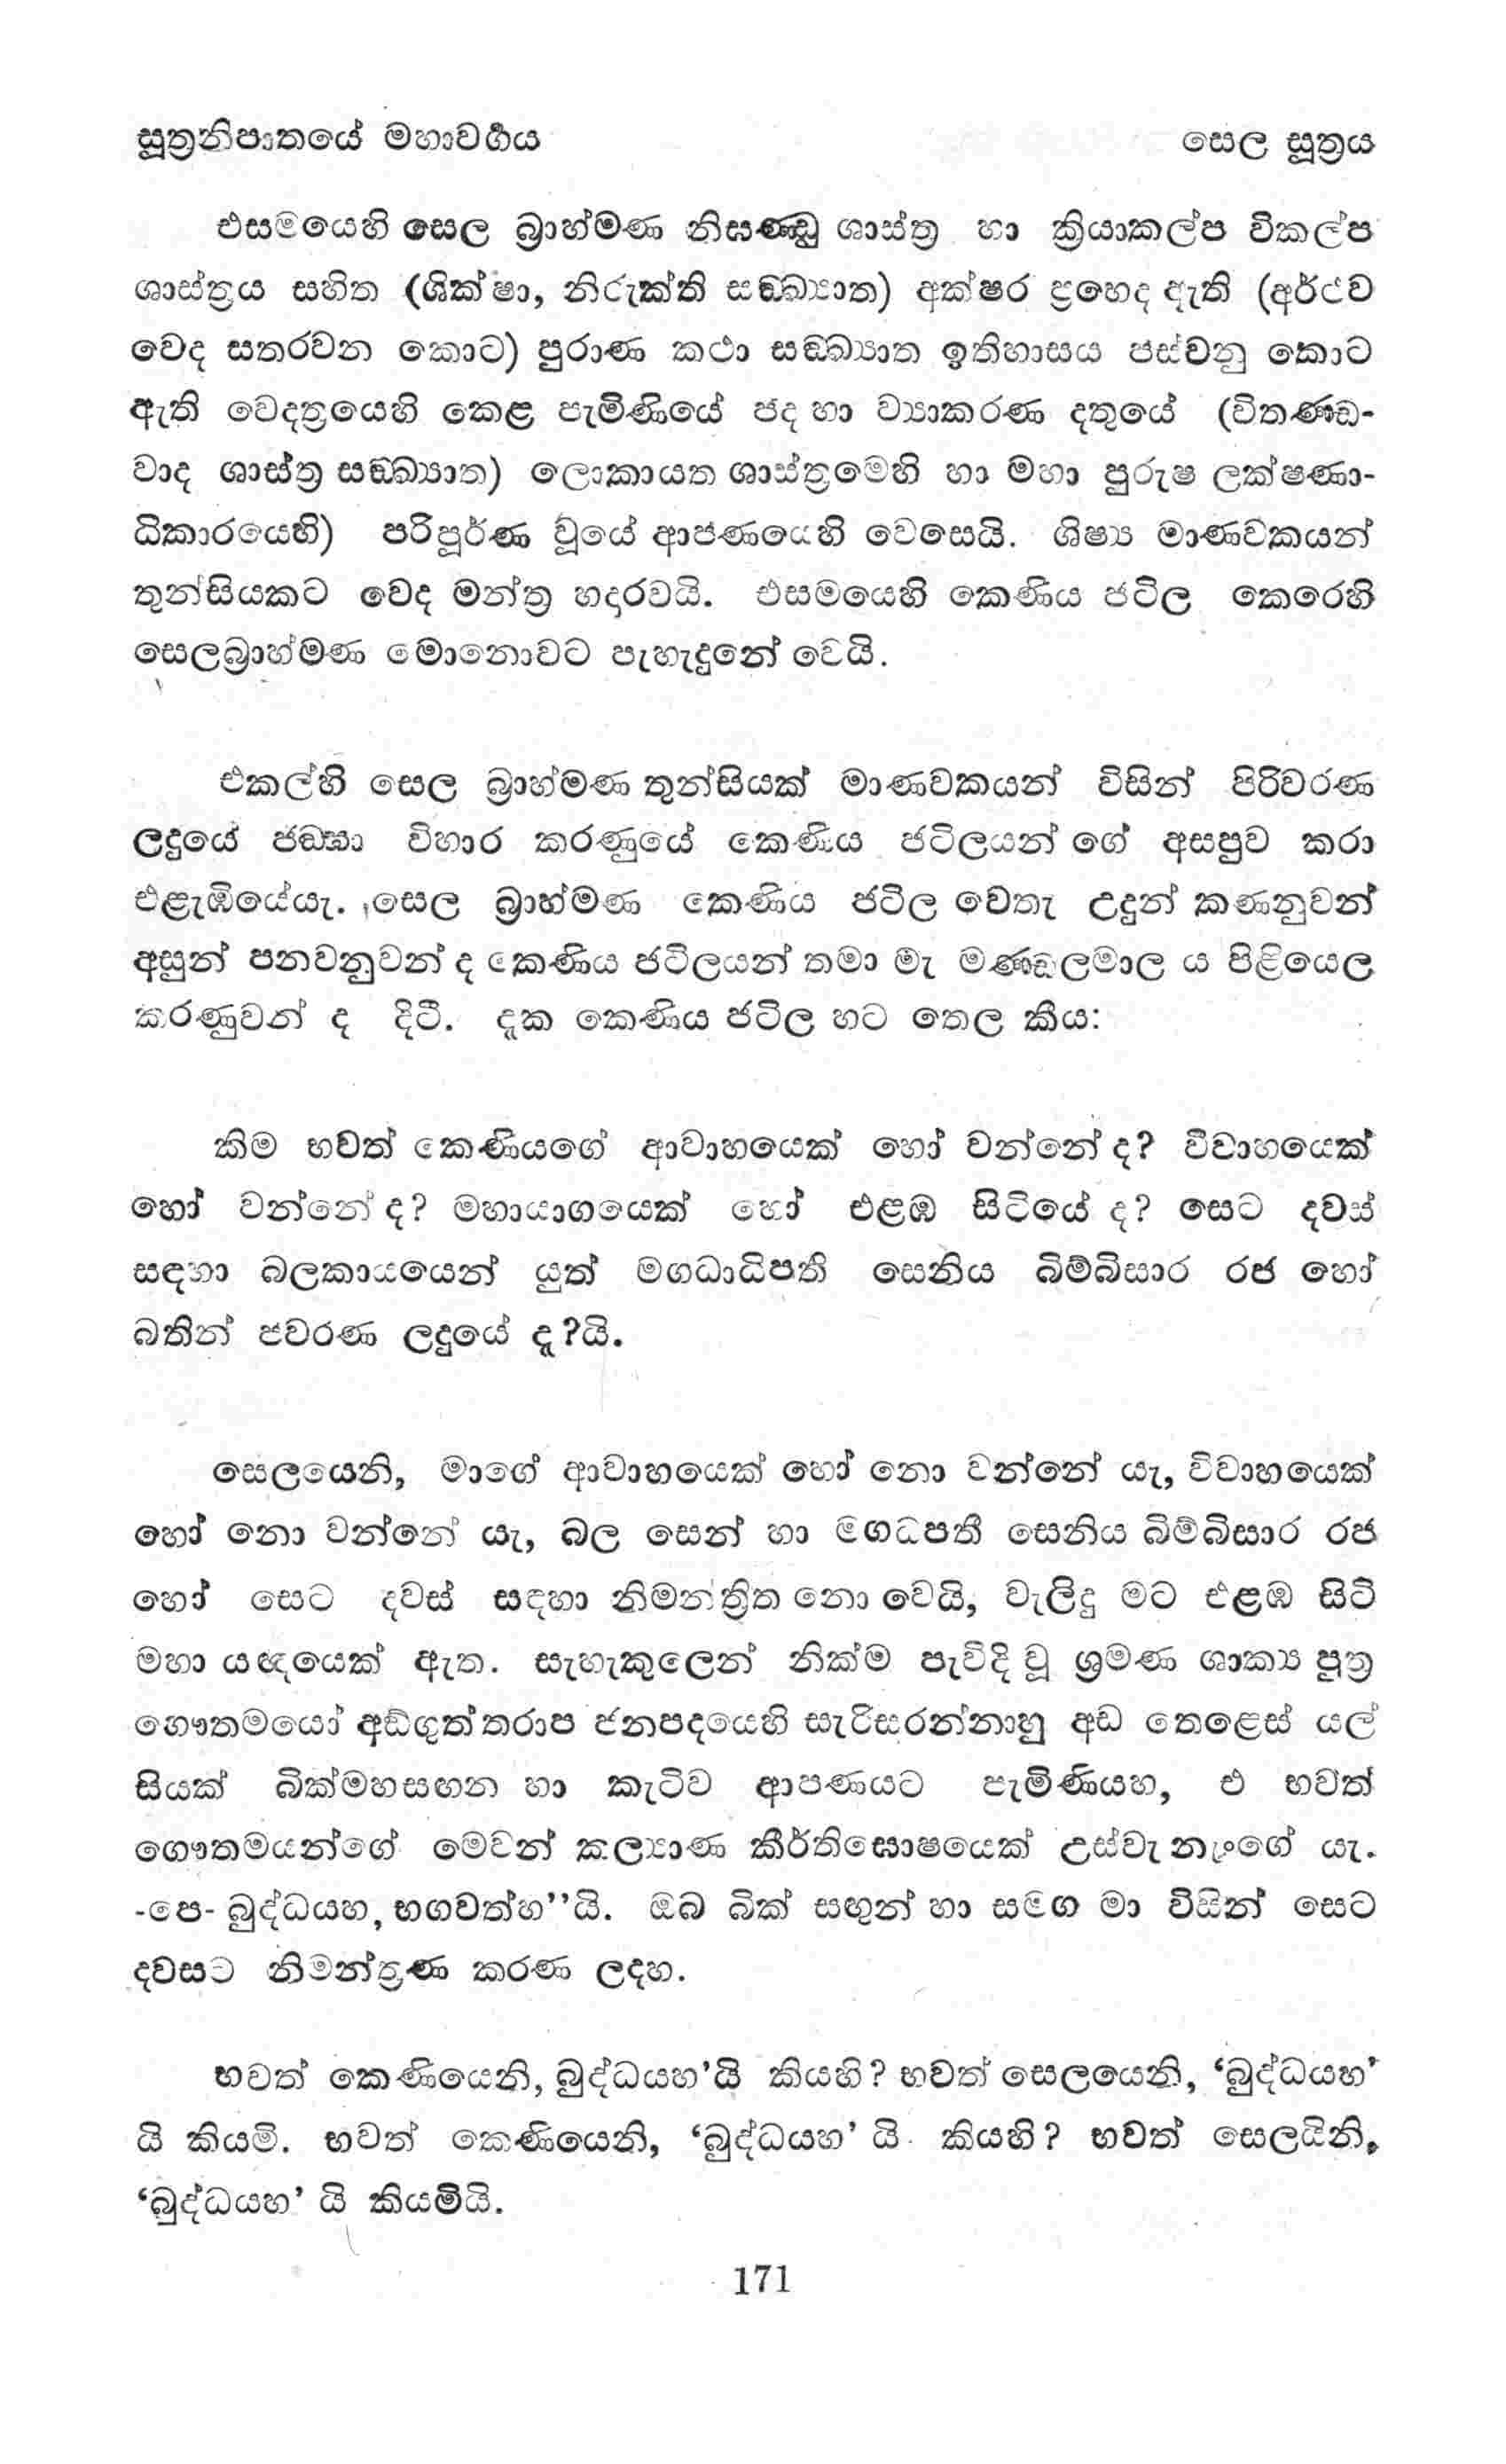 සූත්‍රනිපාතයේ මහාවර්‍ගය සෙල සූත්‍රය
එසමයෙහි සෙල බ්‍රාහ්මණ නිඝණ්ඩු ශාස්ත්‍ර හා ක්‍රියාකල්ප විකල්ප
ශාස්ත්‍රය සහිත (ශික්ෂා, නිරුක්ති සඞ්ඛ්‍යාත) අක්ෂර ප්‍රභෙද ඇති (අර්ථව
වෙද සතරවන කොට) පුරාණ කථා සඞ්ඛ්‍යාත ඉතිහාසය පස්වනු කොට
ඇති වෙදත්‍රයෙහි කෙළ පැමිණියේ පද හා ව්‍යාකරණ දතුයේ (විතණ්ඩ-
වාද ශාස්ත්‍ර සඞ්ඛ්‍යාත) ලොකායත ශාස්ත්‍රමෙහි හා මහා පුරුෂ ලක්ෂණා-
ධිකාරයෙහි) පරිපූර්ණ වූයේ ආපණයෙහි වෙසෙයි. ශිෂ්‍ය මාණවකයන්
තුන්සියකට වෙද මන්ත්‍ර හදාරවයි. එසමයෙහි කෙණිය ජටිල කෙරෙහි
සෙලබ්‍රාහ්මණ මොනොවට පැහැදුනේ වෙයි.
එකල්හි සෙල බ්‍රාහ්මණ තුන්සියක් මාණවකයන් විසින් පිරිවරණ
ලදුයේ ජඞ්ඝා විහාර කරණුයේ කෙණිය ජටිලයන් ගේ අසපුව කරා
එළැඹියේයැ. සෙල බ්‍රාහ්මණ කෙණිය ජටිල වෙතැ උදුන් කණනුවන්
අසුන් පනවනුවන් ද කෙණිය ජටිලයන් තමා මැ මණ්ඩලමාල ය පිළියෙල
කරණුවන් ද දිටී. දැක කෙණිය ජටිල හට තෙල කීය:
කිම භවත් කෙණියගේ ආවාහයෙක් හෝ වන්නේ ද? විවාහයෙක්
හෝ වන්නේ ද? මහායාගයෙක් හෝ එළඹ සිටියේ ද? සෙට දවස්
සඳහා බලකායයෙන් යුත් මගධාධිපති සෙනිය බිම්බිසාර රජ හෝ
බතින් පවරණ ලදුයේ දැ?යි.
සෙලයෙනි, මාගේ ආවාහයෙක් හෝ නො වන්නේ යැ, විවාහයෙක්
හෝ නො වන්නේ යැ, බල සෙන් හා මගධපති සෙනිය බිම්බිසාර රජ
හෝ සෙට දවස් සඳහා නිමන්ත්‍රිත නො වෙයි, වැලිදු මට එළඹ සිටි
මහා යඥයෙක් ඇත. සැහැකුලෙන් නික්ම පැවිදි වූ ශ්‍රමණ ශාක්‍ය පුත්‍ර
ගෞතමයෝ අඞ්ගුත්තරාප ජනපදයෙහි සැරිසරන්නාහු අඩ තෙළෙස් යල්
සියක් බික්මහසඟන හා කැටිව ආපණයට පැමිණියහ, එ භවත්
ගෞතමයන්ගේ මෙවන් කල්‍යාණ කීර්තිඝොෂයෙක් උස්වැ නැංගේ යැ.
-පෙ- බුද්ධයහ, භගවත්හ’’යි. ඔබ බික් සඟුන් හා සමග මා විසින් සෙට
දවසට නිමන්ත්‍රණ කරණ ලදහ.
භවත් කෙණියෙනි, බුද්ධයහ’යි කියහි? භවත් සෙලයෙනි, ‘බුද්ධයහ’
යි කියමි. භවත් කෙණියෙනි, ‘බුද්ධයහ’ යි කියහි? භවත් සෙලයිනි,
‘බුද්ධයහ’ යි කියමියි.
171